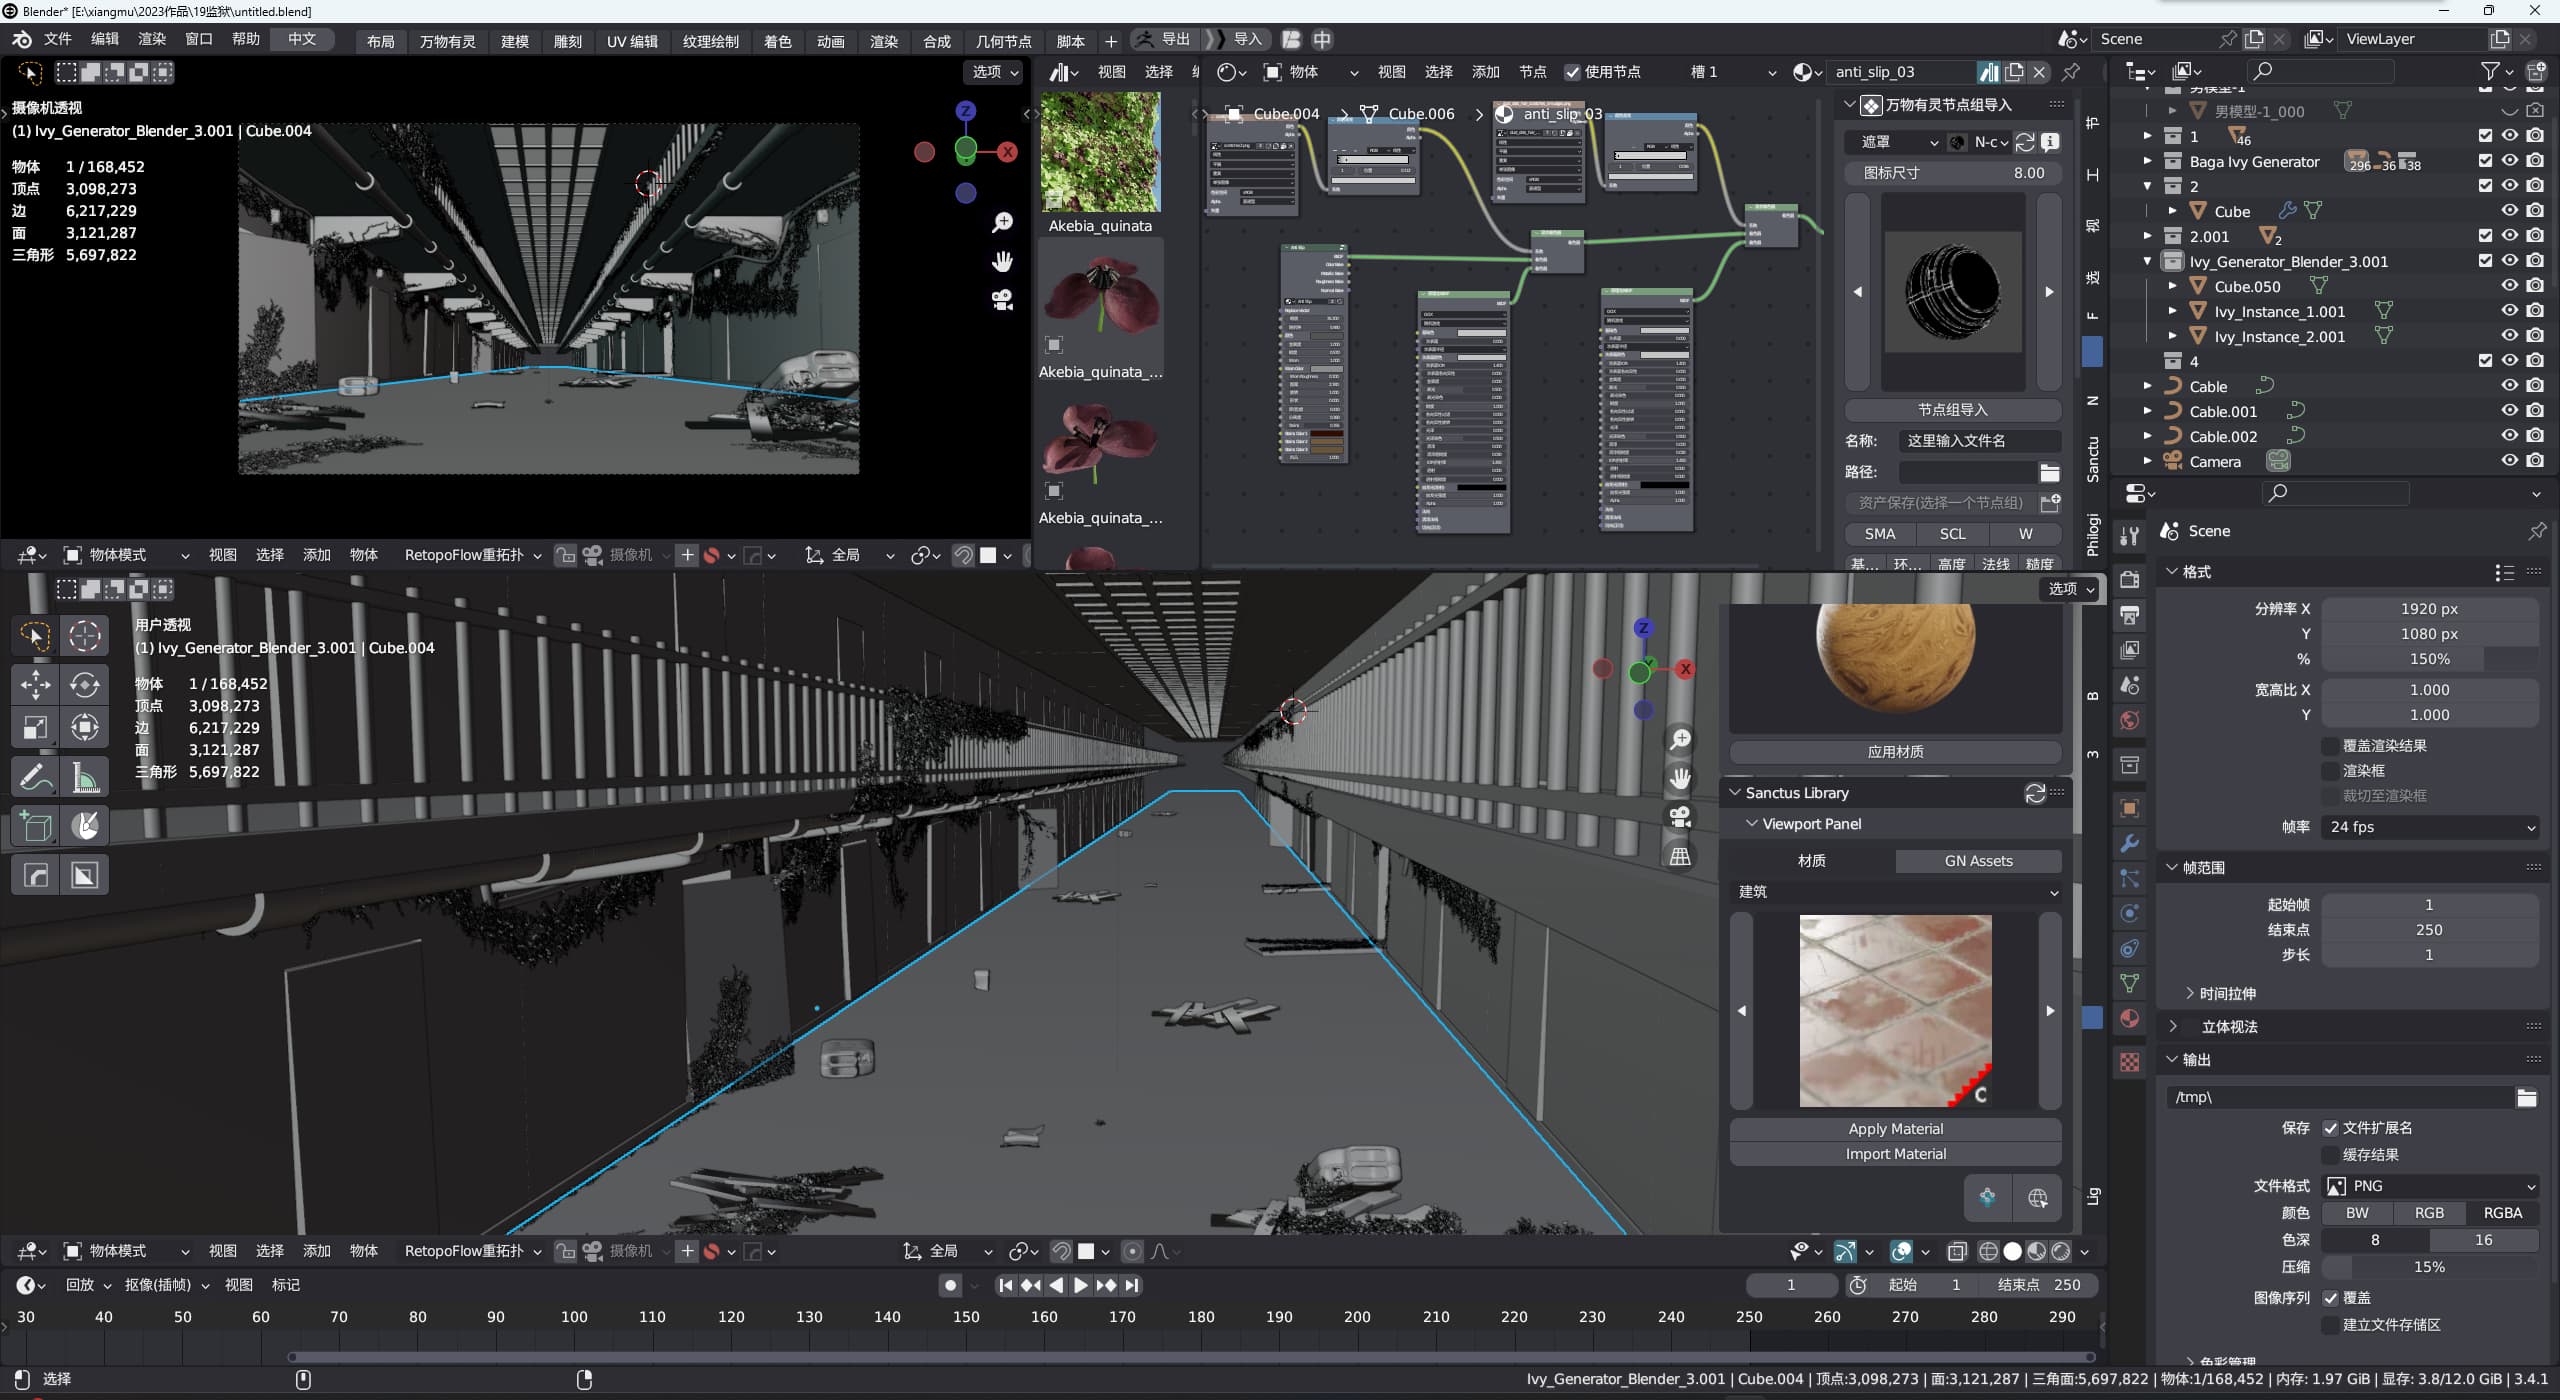 Blender* [E:\xiangmu\2023作品\19监狱\untitled.blend]
文件 编辑 渲染 窗口 帮助 中文 布局 万物有灵 建模 雕刻 UV 编辑 纹理绘制 着色 动画 渲染 合成 几何节点 脚本 + 导出 导入 中 Scene ViewLayer
选项
摄像机透视
(1) Ivy_Generator_Blender_3.001 | Cube.004
物体 1 / 168,452
顶点 3,098,273
边 6,217,229
面 3,121,287
三角形 5,697,822
Z
X
物体模式 视图 选择 添加 物体 RetopoFlow重拓扑 摄像机 全局
视图 选择
Akebia_quinata
Akebia_quinata_...
Akebia_quinata_...
物体 视图 选择 添加 节点 使用节点 槽 1 anti_slip_03
Cube.004 Cube.006 anti_slip_03
万物有灵节点组导入
遮罩 N-c
图标尺寸 8.00
节点组导入
名称: 这里输入文件名
路径:
资产保存(选择一个节点组)
SMA SCL W
基... 环... 高度 法线 糙度
节
工
视
选
F
N
Sanctu
Philogi
男模型-1
男模型-1_000
1 46
Baga Ivy Generator 296 36 38
2
Cube
2.001 2
Ivy_Generator_Blender_3.001
Cube.050
Ivy_Instance_1.001
Ivy_Instance_2.001
4
Cable
Cable.001
Cable.002
Camera
Scene
格式
分辨率 X 1920 px
Y 1080 px
% 150%
宽高比 X 1.000
Y 1.000
覆盖渲染结果
渲染框
裁切至渲染框
帧率 24 fps
帧范围
起始帧 1
结束点 250
步长 1
时间拉伸
立体视法
输出
/tmp\
保存 文件扩展名
缓存结果
文件格式 PNG
颜色 BW RGB RGBA
色深 8 16
压缩 15%
图像序列 覆盖
建立文件存储区
色彩管理
选项
用户透视
(1) Ivy_Generator_Blender_3.001 | Cube.004
物体 1 / 168,452
顶点 3,098,273
边 6,217,229
面 3,121,287
三角形 5,697,822
Z
X
应用材质
Sanctus Library
Viewport Panel
材质 GN Assets
建筑
C
Apply Material
Import Material
B
3
Lig
物体模式 视图 选择 添加 物体 RetopoFlow重拓扑 摄像机 全局
回放 抠像(插帧) 视图 标记 1 起始 1 结束点 250
30 40 50 60 70 80 90 100 110 120 130 140 150 160 170 180 190 200 210 220 230 240 250 260 270 280 290
选择
Ivy_Generator_Blender_3.001 | Cube.004 | 顶点:3,098,273 | 面:3,121,287 | 三角面:5,697,822 | 物体:1/168,452 | 内存: 1.97 GiB | 显存: 3.8/12.0 GiB | 3.4.1